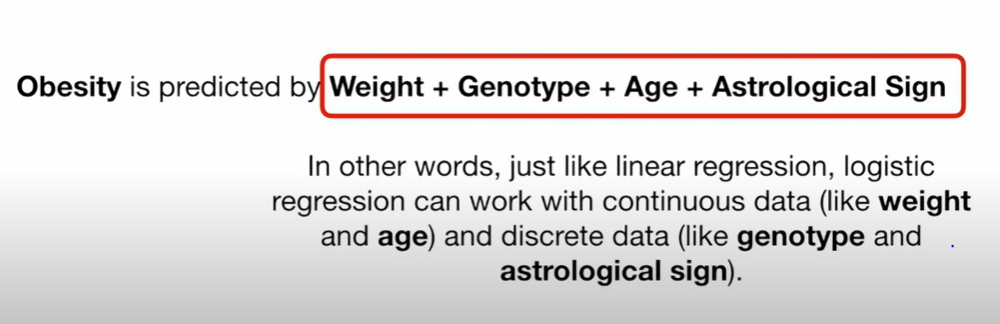 Obesity is predicted by Weight + Genotype + Age + Astrological Sign
In other words, just like linear regression, logistic
regression can work with continuous data (like weight
and age) and discrete data (like genotype and
astrological sign).